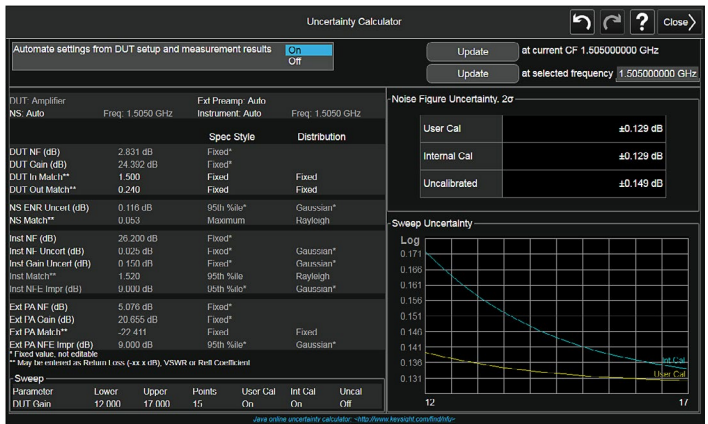 Uncertainty Calculator
?
Close
Automate settings from DUT setup and measurement results
On
Off
Update at current CF 1.505000000 GHz
Update at selected frequency 1.505000000 GHz
DUT: Amplifier Ext Preamp: Auto
NS: Auto Freq: 1.5050 GHz Instrument: Auto Freq: 1.5050 GHz
Spec Style Distribution
DUT NF (dB) 2.831 dB Fixed*
DUT Gain (dB) 24.392 dB Fixed*
DUT In Match** 1.500 Fixed Fixed
DUT Out Match** 0.240 Fixed Fixed
NS ENR Uncert (dB) 0.116 dB 95th %ile Gaussian*
NS Match** 0.053 Maximum Rayleigh
Inst NF (dB) 26.200 dB Fixed*
Inst NF Uncert (dB) 0.025 dB Fixed* Gaussian*
Inst Gain Uncert (dB) 0.150 dB Fixed* Gaussian*
Inst Match** 1.520 95th %ile Rayleigh
Inst NFE Impr (dB) 9.000 dB 95th %ile* Gaussian*
Ext PA NF (dB) 5.076 dB Fixed*
Ext PA Gain (dB) 20.655 dB Fixed*
Ext PA Match** -22.411 Fixed Fixed
Ext PA NFE Impr (dB) 9.000 dB 95th %ile* Gaussian*
* Fixed value, not editable
** May be entered as Return Loss (-xx.x dB), VSWR or Refl Coefficient
Sweep
Parameter Lower Upper Points User Cal Int Cal Uncal
DUT Gain 12.000 17.000 15 On On Off
Noise Figure Uncertainty, 2σ
User Cal ±0.129 dB
Internal Cal ±0.129 dB
Uncalibrated ±0.149 dB
Sweep Uncertainty
Log
0.171
0.166
0.161
0.156
0.151
0.146
0.141
0.136
0.131
Int Cal
User Cal
12 17
Java online uncertainty calculator: <http://www.keysight.com/find/nfu>